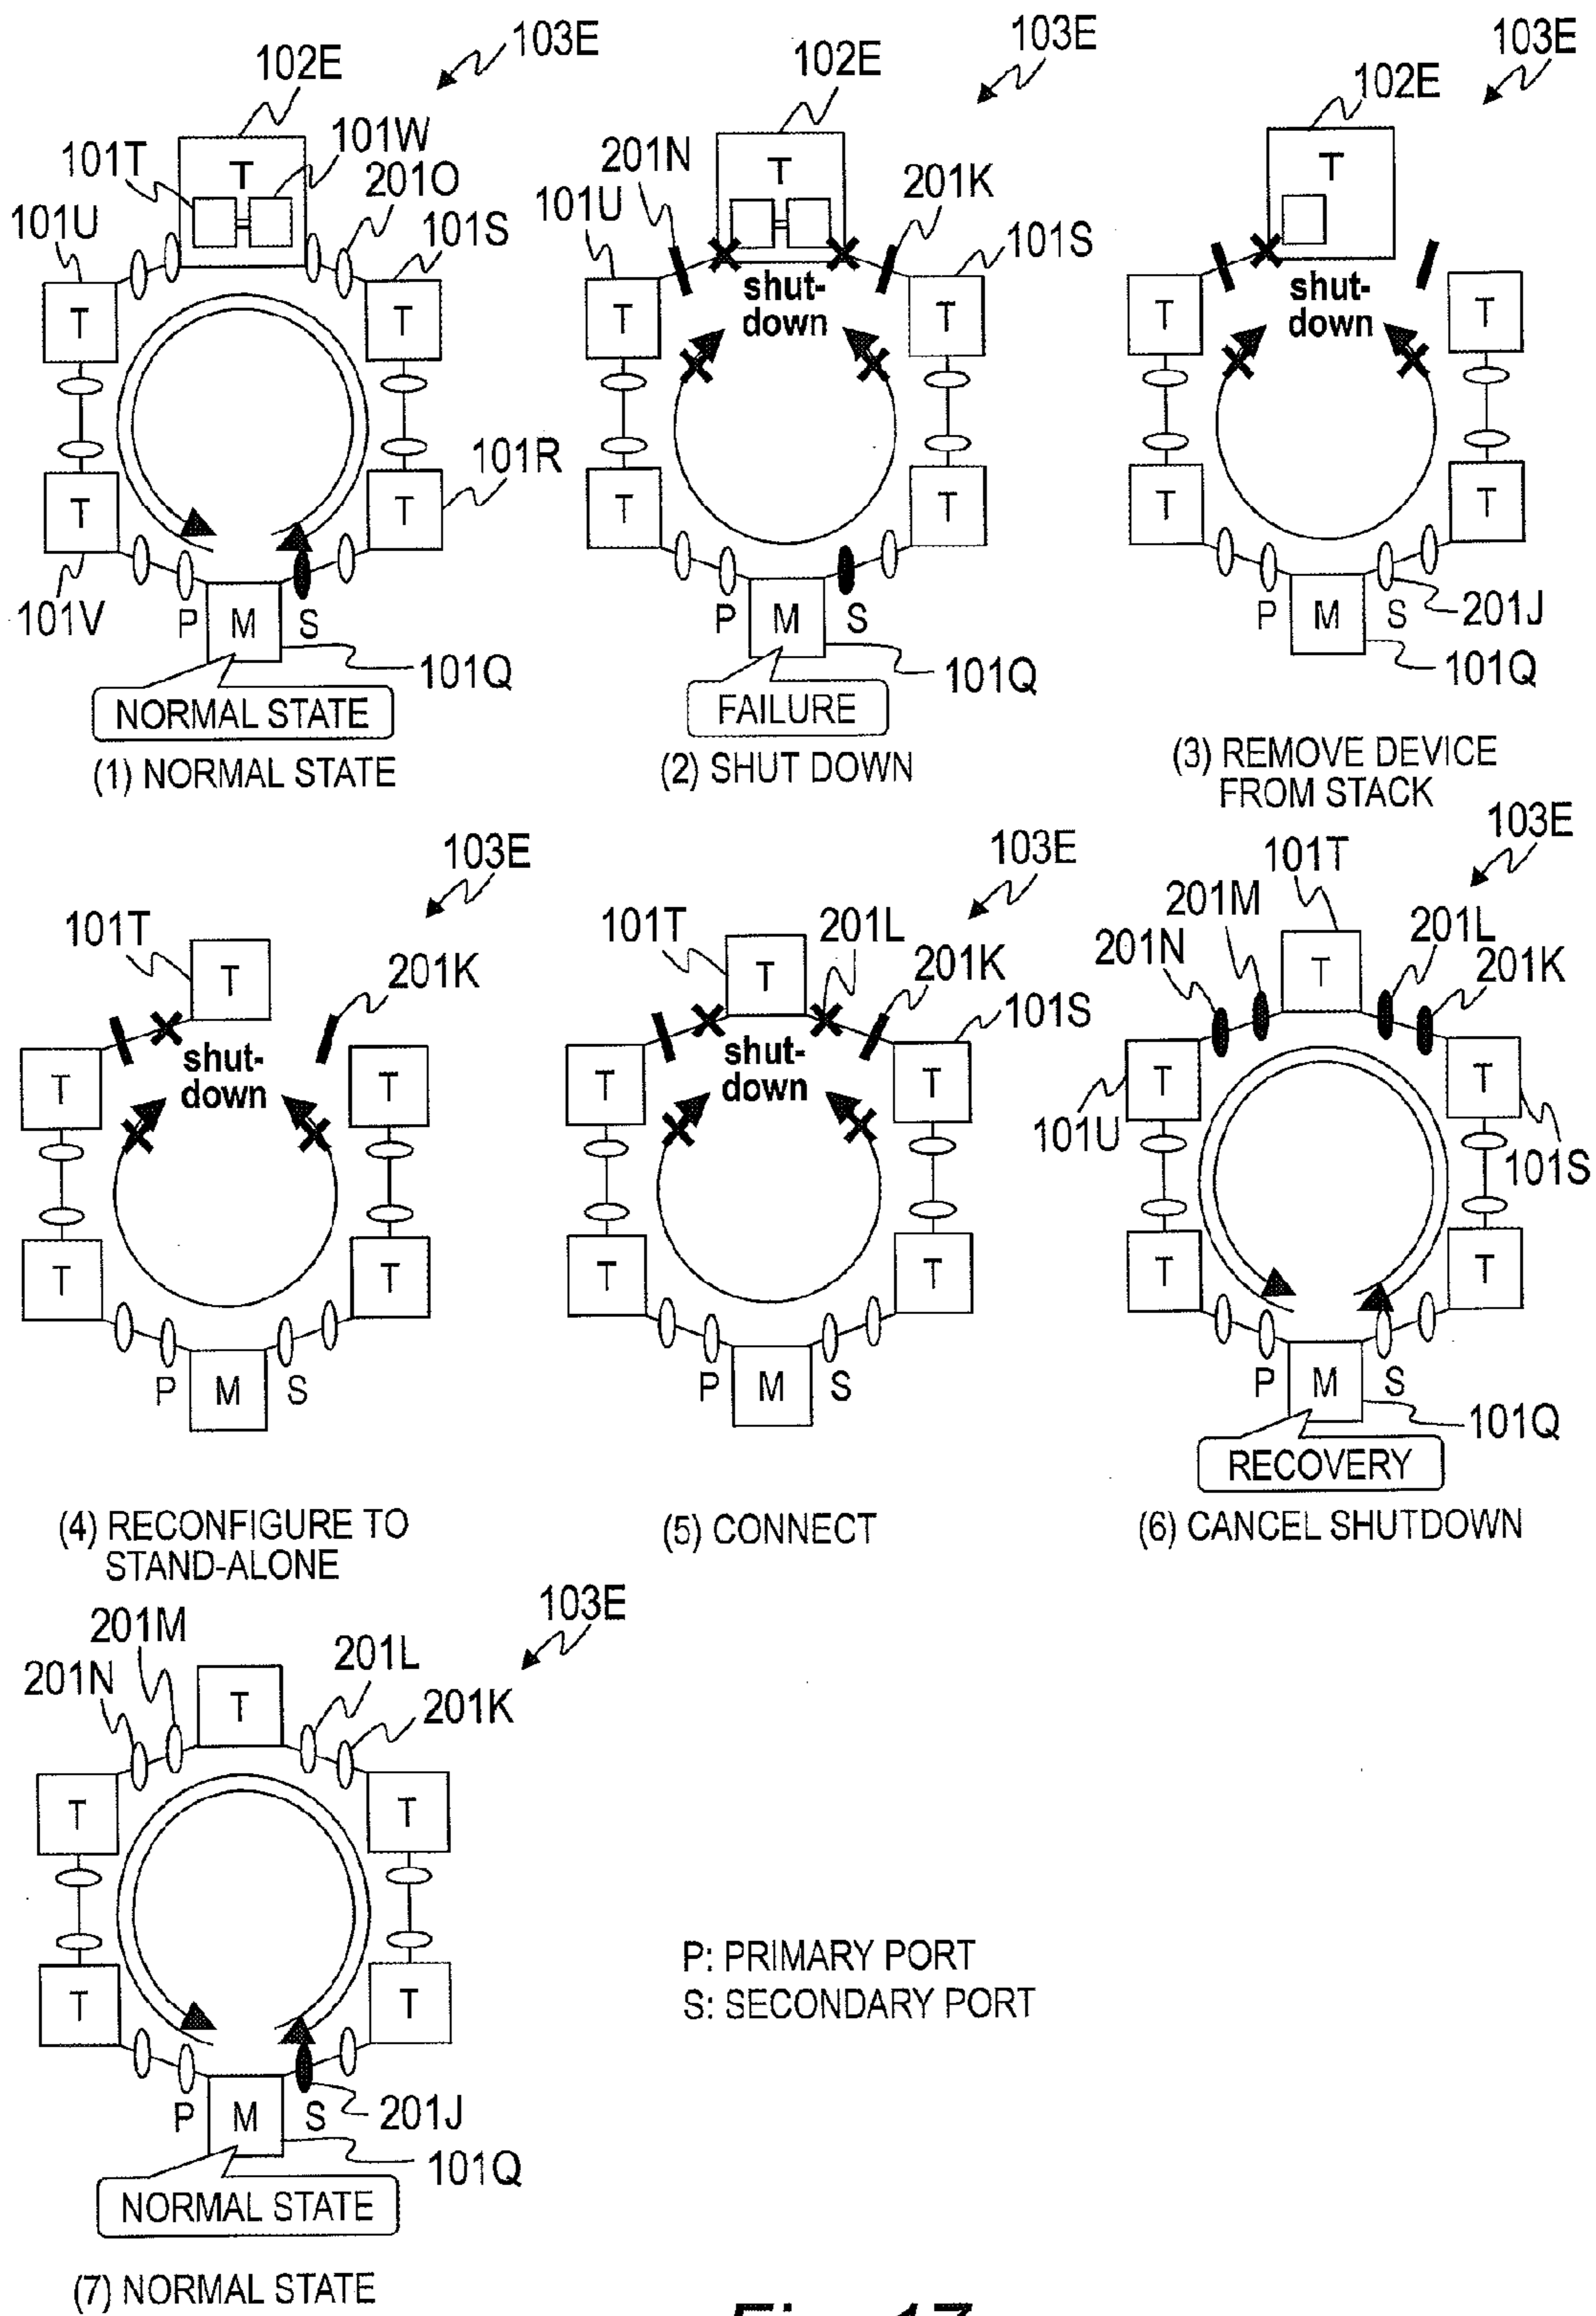 103E
102E
101T
101W
201O
101U
101S
T
T
T
T
T
101R
101V
P
M
S
101Q
NORMAL STATE
(1) NORMAL STATE
103E
102E
201N
201K
101U
101S
T
T
T
shut-
down
T
T
P
M
S
101Q
FAILURE
(2) SHUT DOWN
103E
102E
T
T
T
shut-
down
T
T
P
M
S
201J
101Q
(3) REMOVE DEVICE
FROM STACK
103E
101T
201K
T
T
T
shut-
down
T
T
P
M
S
(4) RECONFIGURE TO
STAND-ALONE
103E
101T
201L
201K
101S
T
T
T
shut-
down
T
T
P
M
S
(5) CONNECT
103E
101T
201M
201N
201L
201K
T
T
T
101U
101S
T
T
P
M
S
101Q
RECOVERY
(6) CANCEL SHUTDOWN
103E
201M
201N
201L
201K
T
T
T
T
T
P
M
S
201J
101Q
NORMAL STATE
(7) NORMAL STATE
P: PRIMARY PORT
S: SECONDARY PORT
Fig. 17